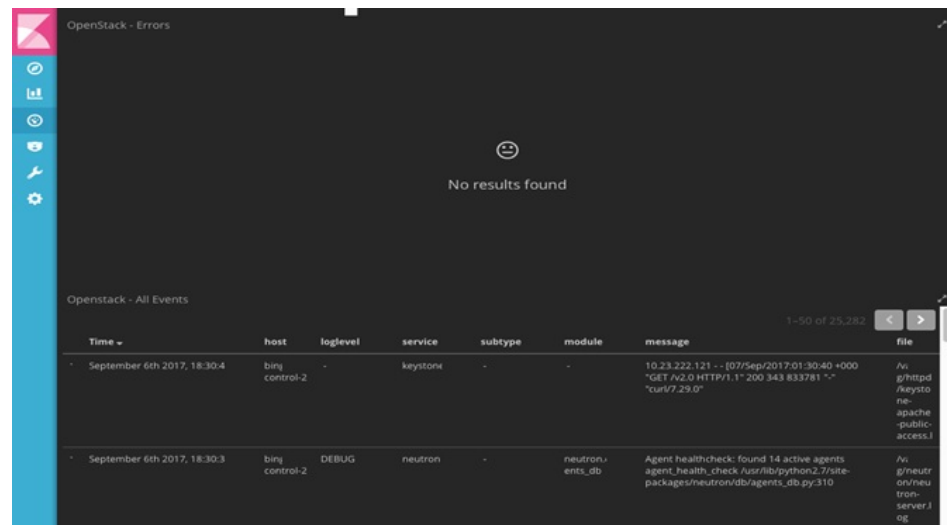 OpenStack - Errors
No results found
Openstack - All Events
1–50 of 25,282
Time host loglevel service subtype module message file
September 6th 2017, 18:30:4 - - - 10.23.222.121 - - [07/Sep/2017:01:30:40 +000
control-2 "GET /v2.0 HTTP/1.1" 200 343 833781 "-" g/httpd
"curl/7.29.0" /keysto
ne-
apache
-public-
access.l
September 6th 2017, 18:30:3 DEBUG neutron - neutron. Agent healthcheck: found 14 active agents
control-2 ents_db agent_health_check /usr/lib/python2.7/site- g/neutr
packages/neutron/db/agents_db.py:310 on/neu
tron-
server.l
og